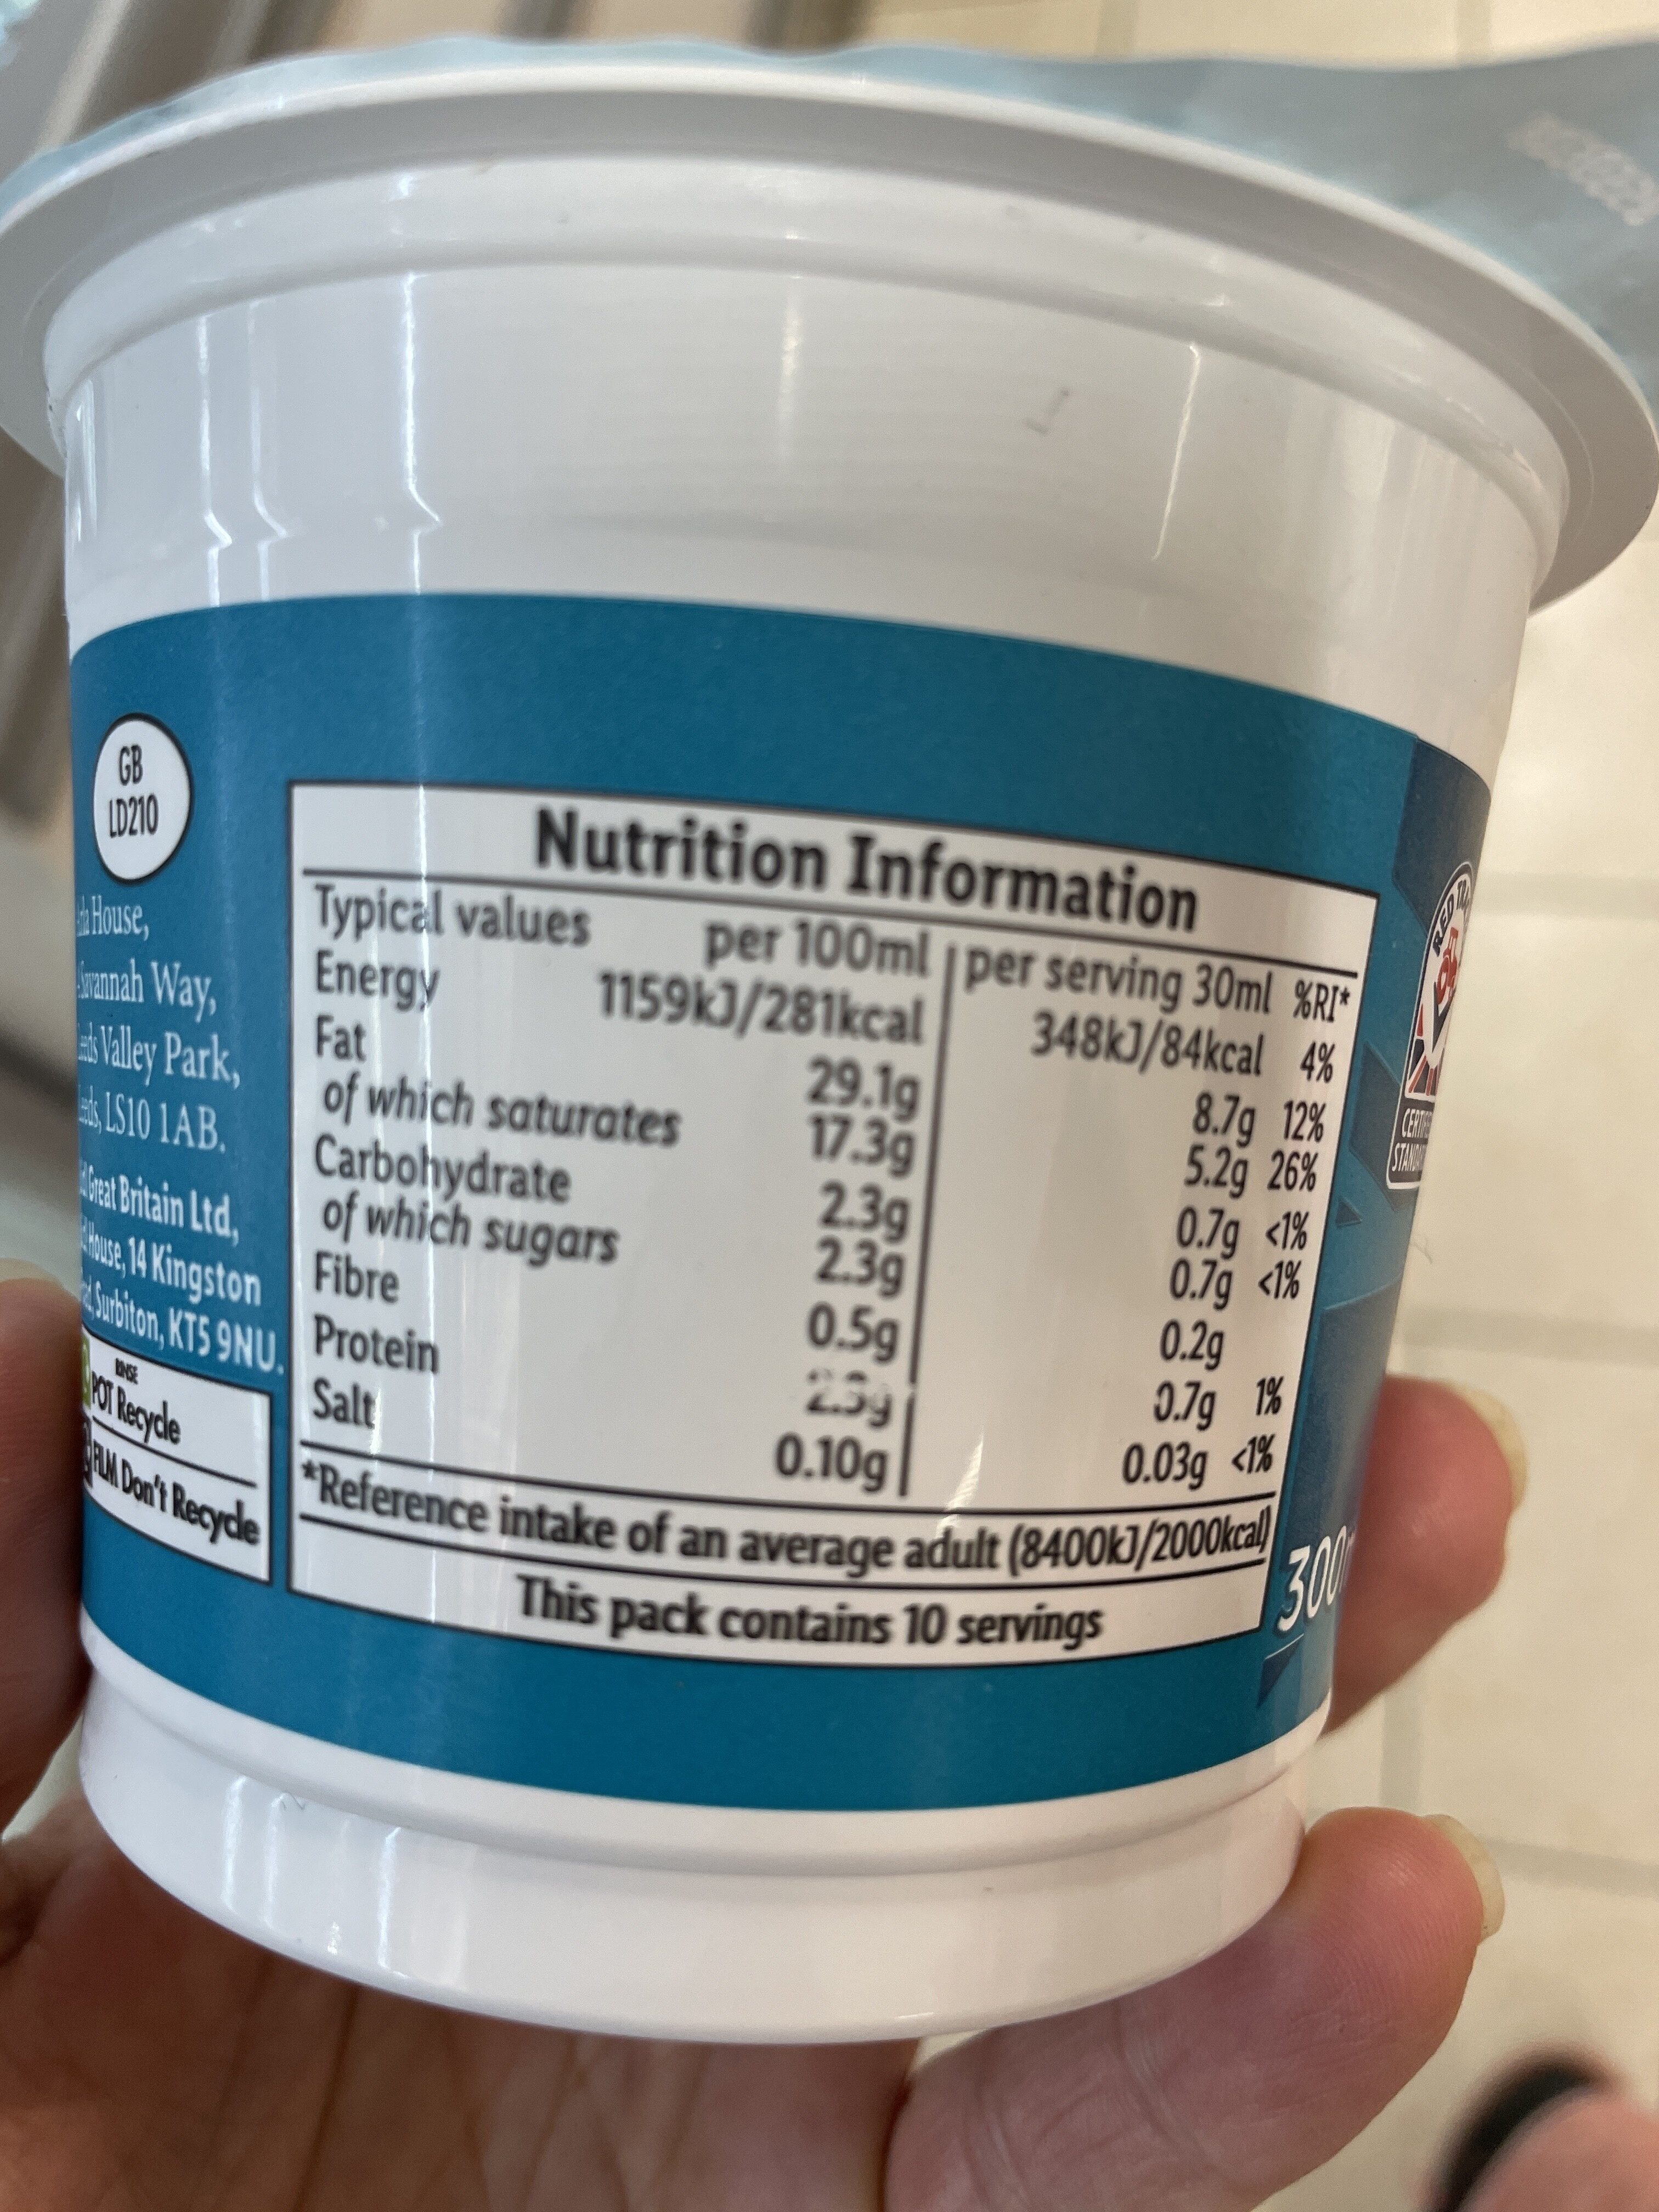 GB
LD210
House,
Savannah Way,
Valley Park,
LS10 1AB.
Great Britain Ltd,
House, 14 Kingston
Surbiton, KT5 9NU.
RINSE
POT Recycle
FILM Don't Recycle
Nutrition Information
Typical values per 100ml per serving 30ml %RI*
Energy 1159kJ/281kcal 348kJ/84kcal 4%
Fat 29.1g 8.7g 12%
of which saturates 17.3g 5.2g 26%
Carbohydrate 2.3g 0.7g <1%
of which sugars 2.3g 0.7g <1%
Fibre 0.5g 0.2g
Protein 0.7g 1%
Salt 0.10g 0.03g <1%
*Reference intake of an average adult (8400kJ/2000kcal)
This pack contains 10 servings
RED
300